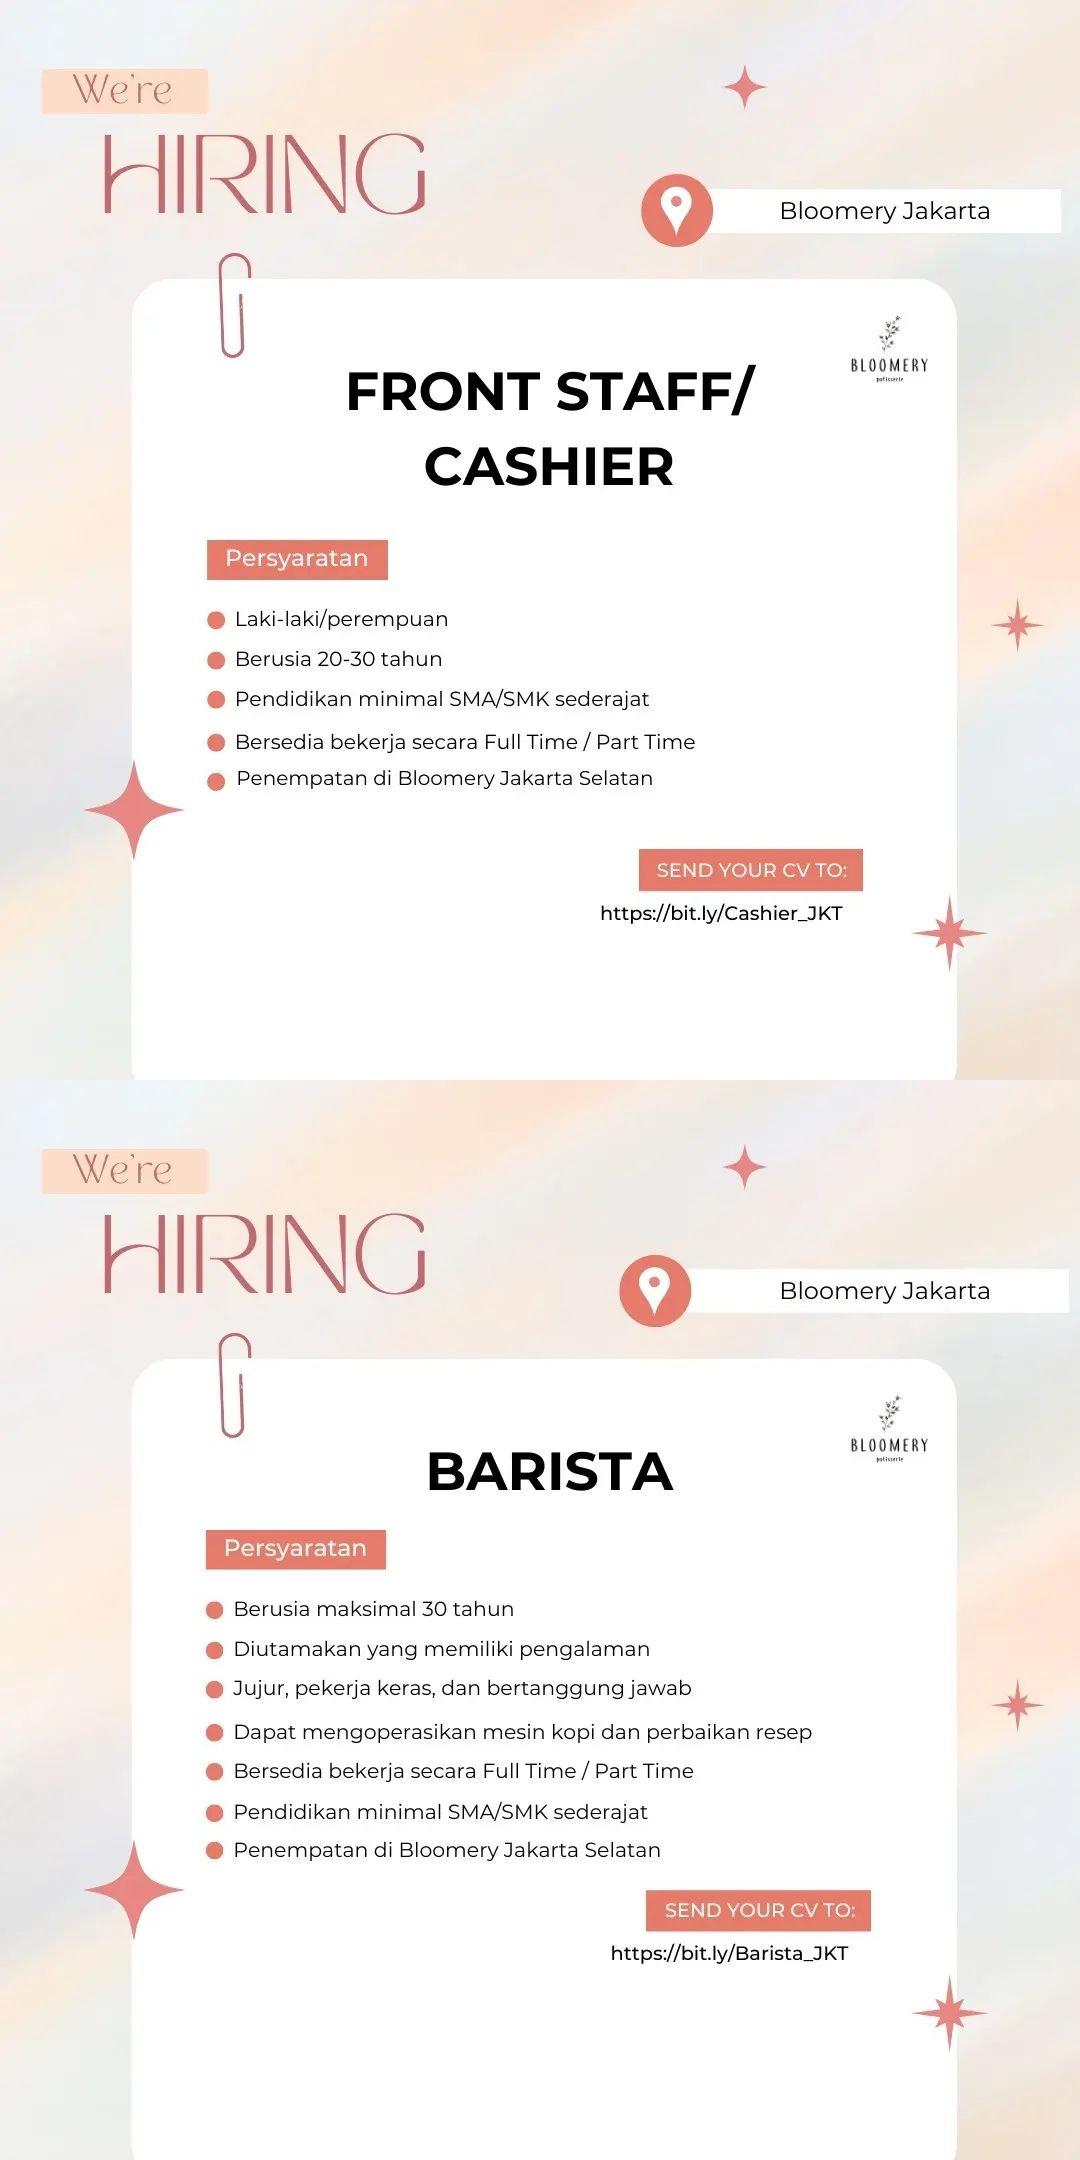 We're
HIRING
Bloomery Jakarta
BLOOMERY
patisserie
FRONT STAFF/
CASHIER
Persyaratan
Laki-laki/perempuan
Berusia 20-30 tahun
Pendidikan minimal SMA/SMK sederajat
Bersedia bekerja secara Full Time / Part Time
Penempatan di Bloomery Jakarta Selatan
SEND YOUR CV TO:
https://bit.ly/Cashier_JKT
We're
HIRING
Bloomery Jakarta
BLOOMERY
patisserie
BARISTA
Persyaratan
Berusia maksimal 30 tahun
Diutamakan yang memiliki pengalaman
Jujur, pekerja keras, dan bertanggung jawab
Dapat mengoperasikan mesin kopi dan perbaikan resep
Bersedia bekerja secara Full Time / Part Time
Pendidikan minimal SMA/SMK sederajat
Penempatan di Bloomery Jakarta Selatan
SEND YOUR CV TO:
https://bit.ly/Barista_JKT